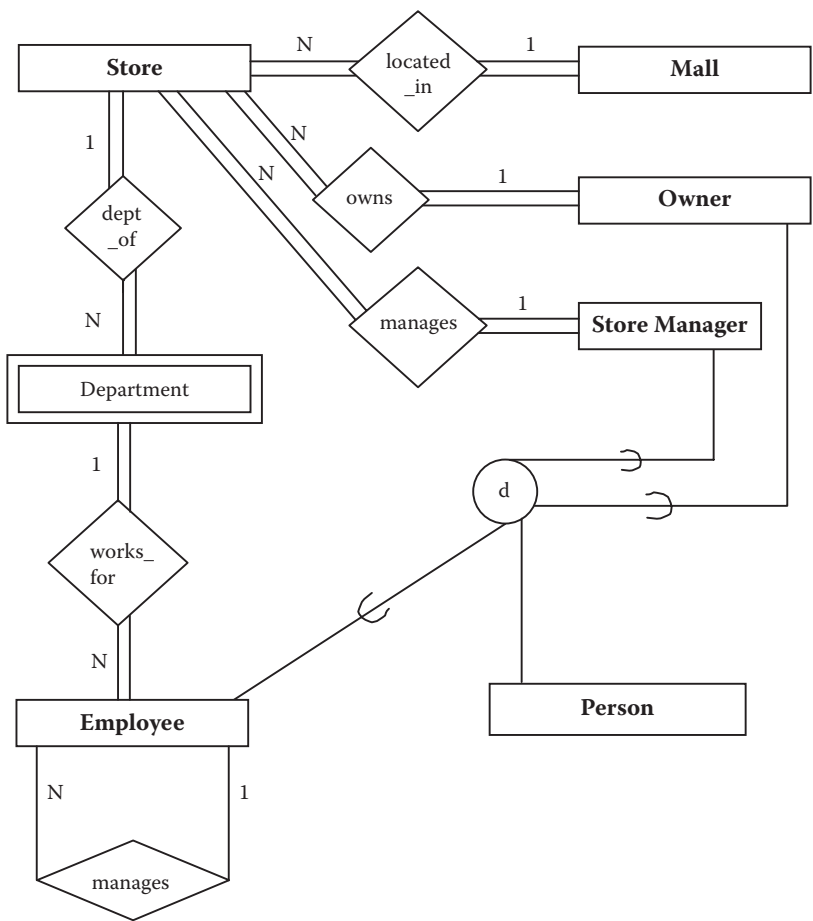 Store
N
located
_in
1
Mall
1
N
N
owns
1
Owner
dept
_of
N
manages
1
Store Manager
Department
1
d
works_
for
N
Employee
Person
N
1
manages